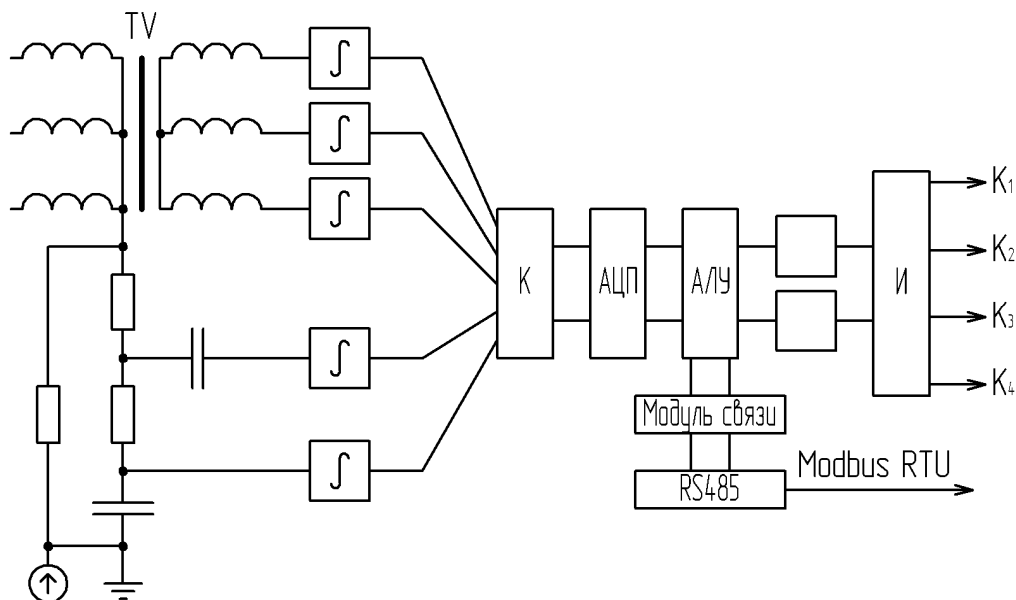 TV
∫
∫
∫
∫
∫
К
АЦП
АЛУ
И
K₁
K₂
K₃
K₄
Модуль связи
RS485
Modbus RTU